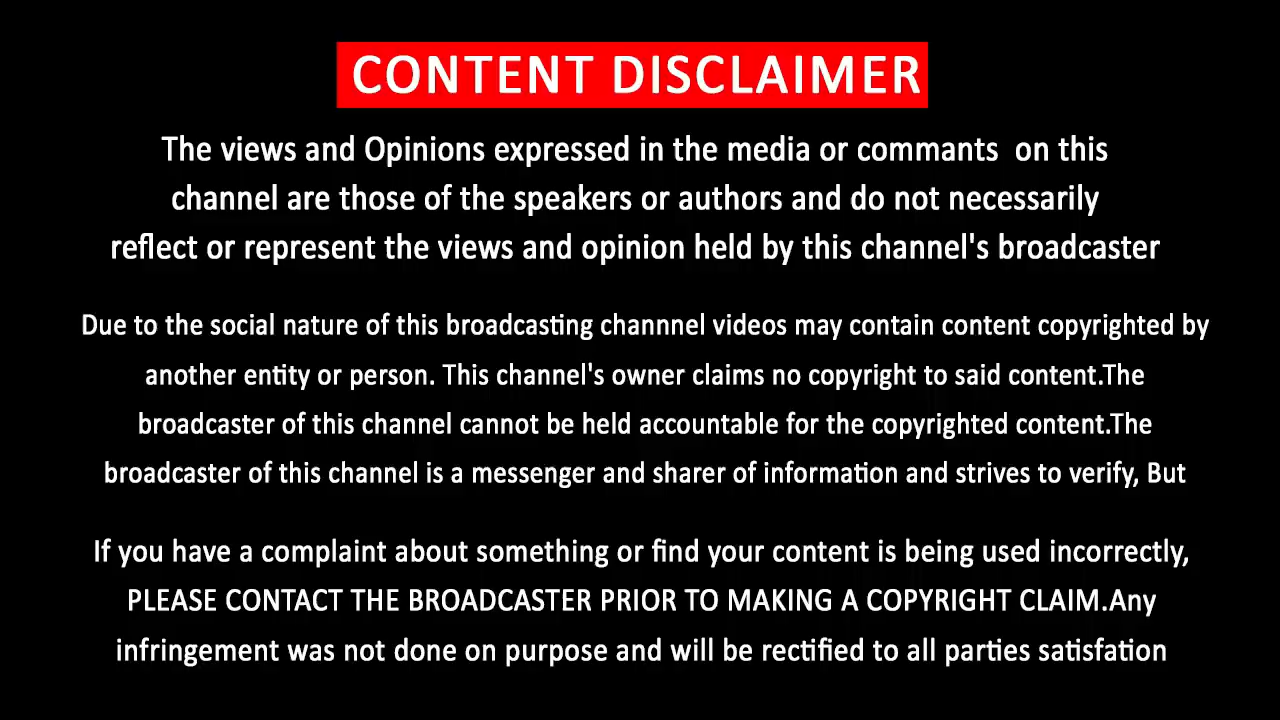 CONTENT DISCLAIMER
The views and Opinions expressed in the media or commants on this
channel are those of the speakers or authors and do not necessarily
reflect or represent the views and opinion held by this channel's broadcaster
Due to the social nature of this broadcasting channnel videos may contain content copyrighted by
another entity or person. This channel's owner claims no copyright to said content.The
broadcaster of this channel cannot be held accountable for the copyrighted content.The
broadcaster of this channel is a messenger and sharer of information and strives to verify, But
If you have a complaint about something or find your content is being used incorrectly,
PLEASE CONTACT THE BROADCASTER PRIOR TO MAKING A COPYRIGHT CLAIM.Any
infringement was not done on purpose and will be rectified to all parties satisfation